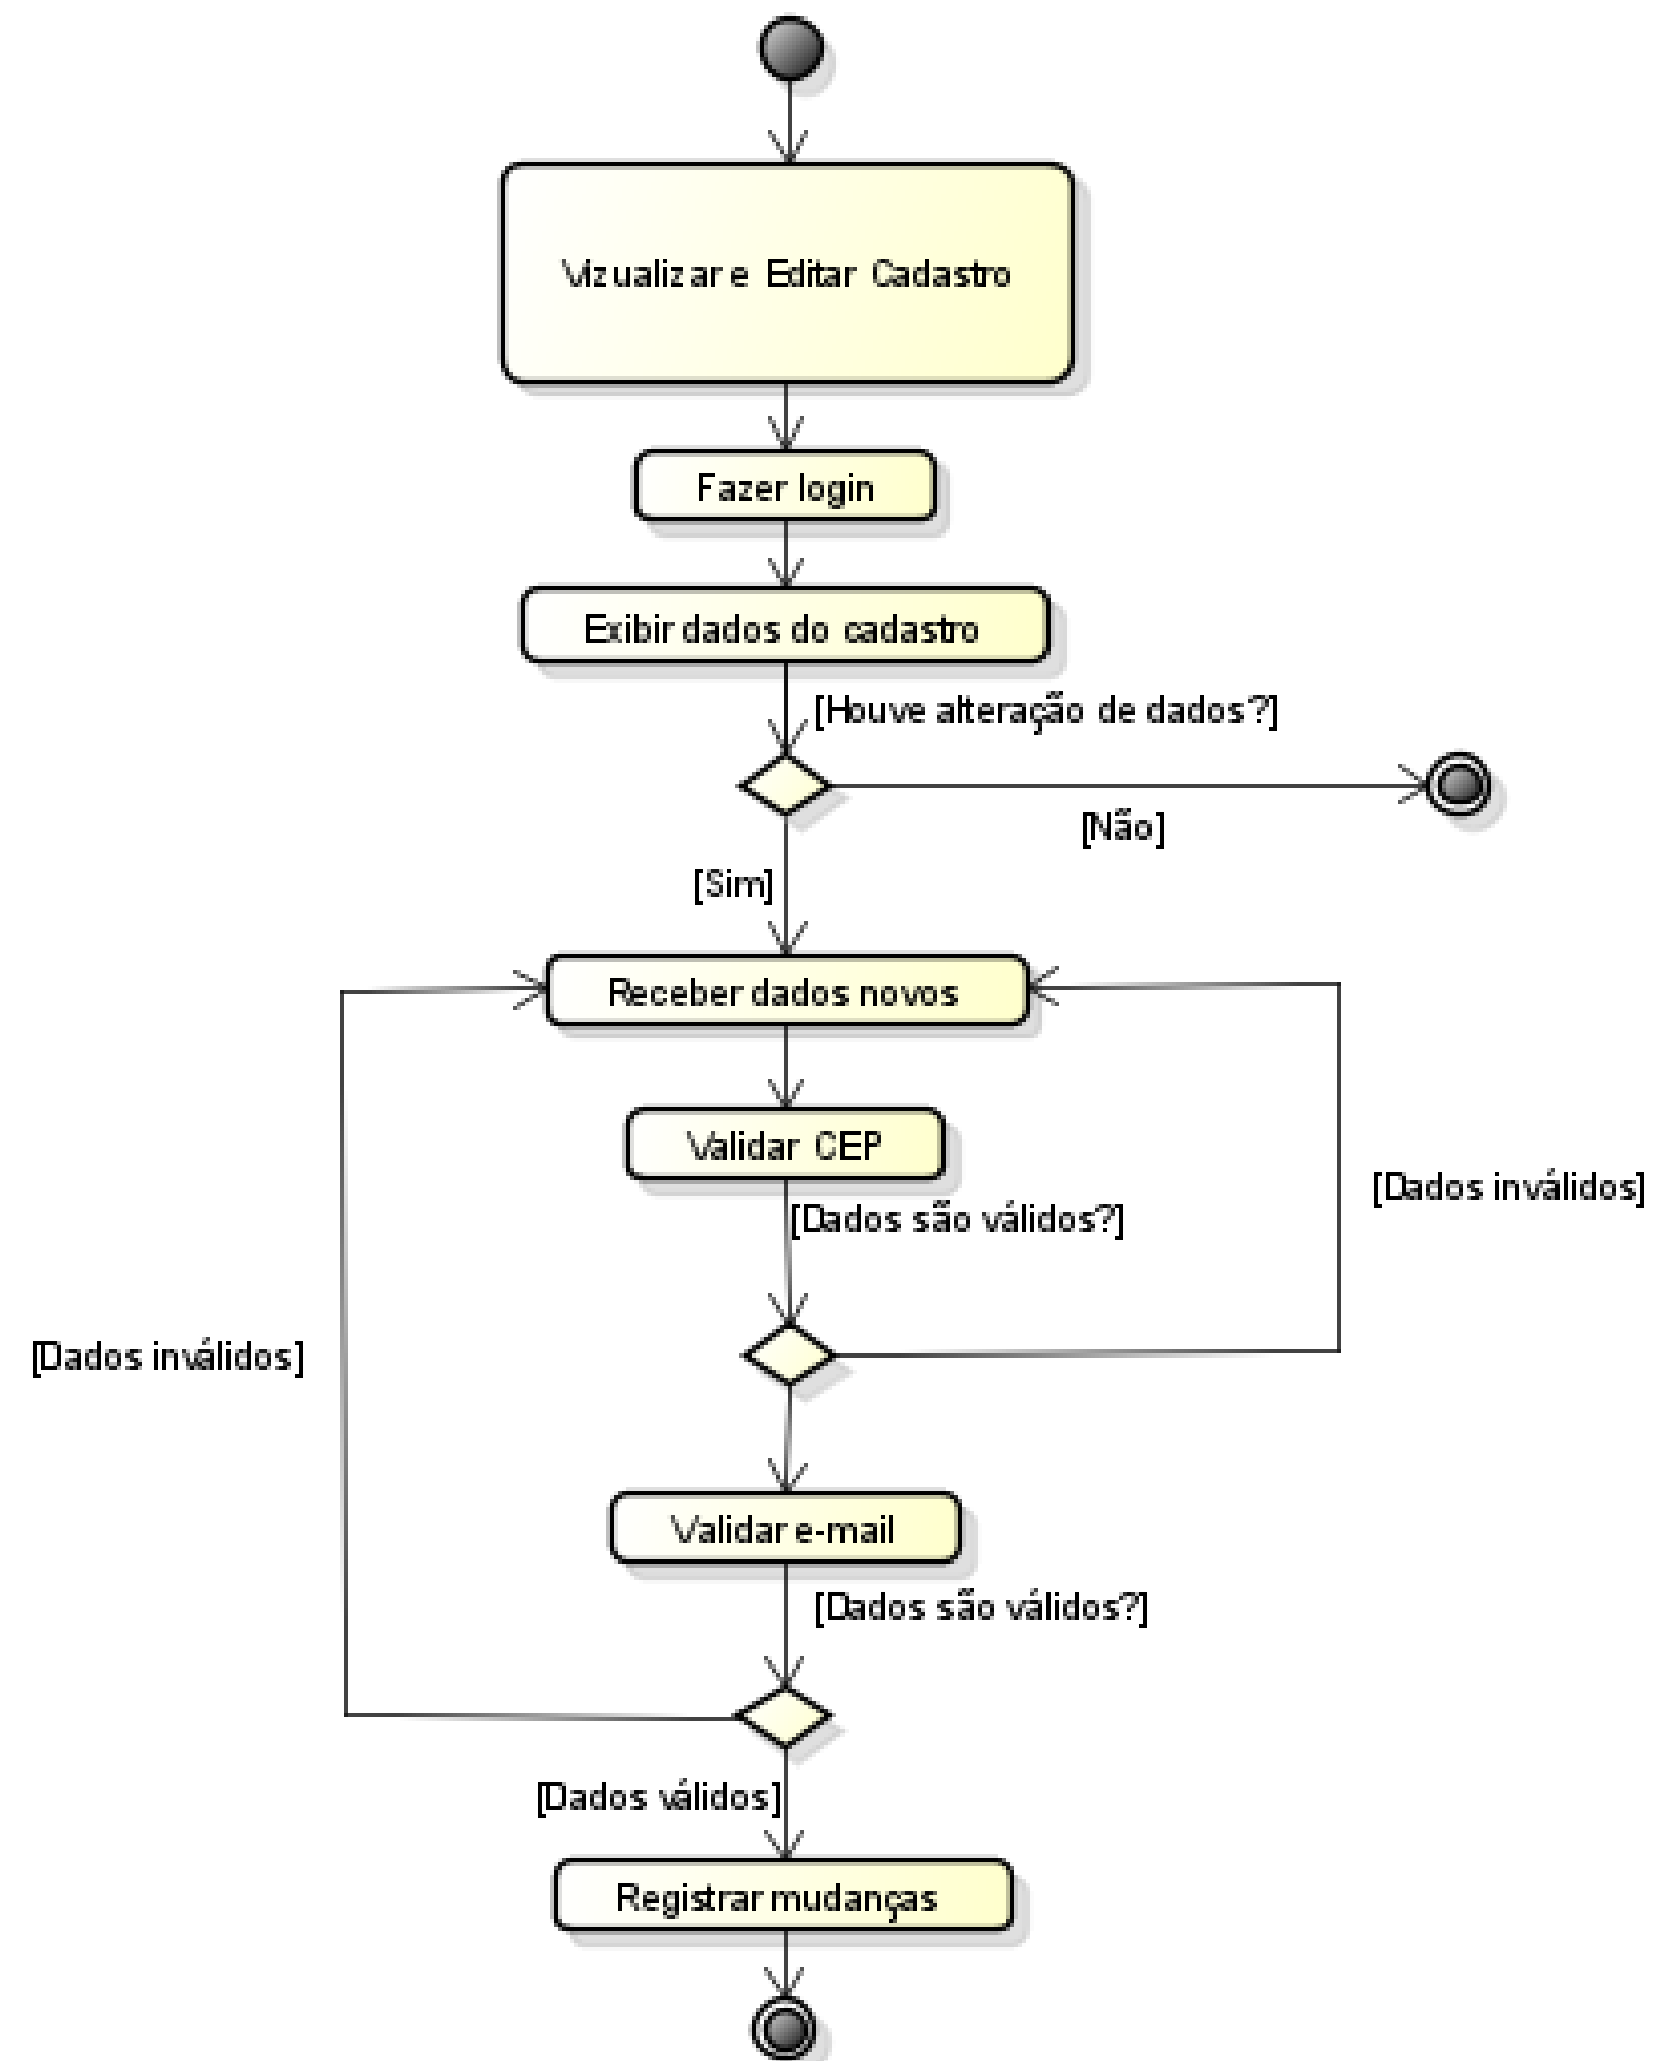 Vizualizar e Editar Cadastro
Fazer login
Exibir dados do cadastro
[Houve alteração de dados?]
[Não]
[Sim]
Receber dados novos
Validar CEP
[Dados são válidos?]
[Dados inválidos]
[Dados inválidos]
Validar e-mail
[Dados são válidos?]
[Dados válidos]
Registrar mudanças